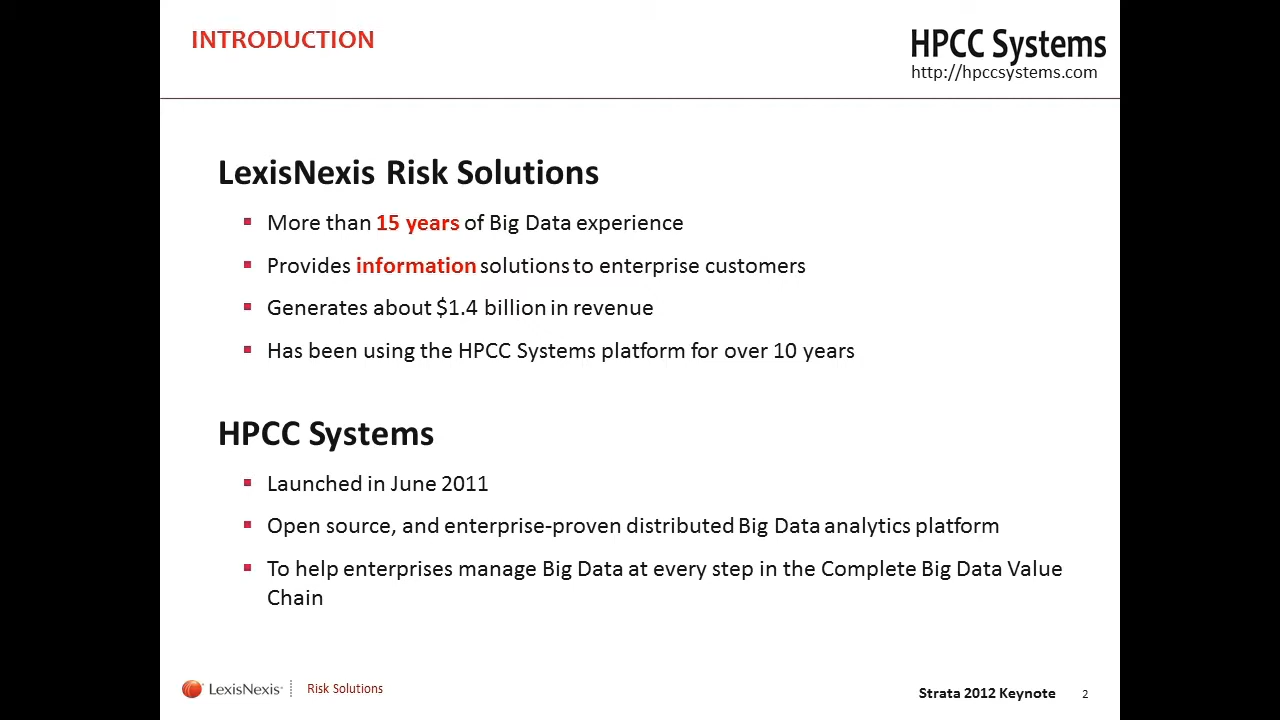 INTRODUCTION
HPCC Systems
http://hpccsystems.com
LexisNexis Risk Solutions
More than 15 years of Big Data experience
Provides information solutions to enterprise customers
Generates about $1.4 billion in revenue
Has been using the HPCC Systems platform for over 10 years
HPCC Systems
Launched in June 2011
Open source, and enterprise-proven distributed Big Data analytics platform
To help enterprises manage Big Data at every step in the Complete Big Data Value
Chain
LexisNexis Risk Solutions
Strata 2012 Keynote 2